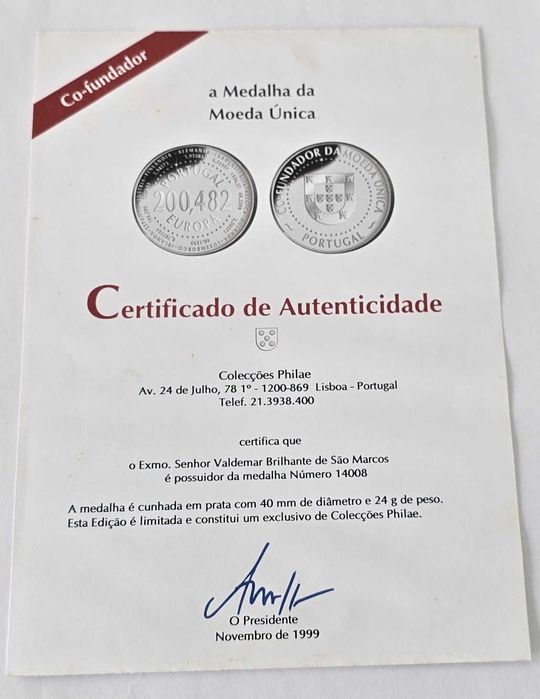 Co-fundador
a Medalha da
Moeda Única
PORTUGAL
200,482
EUROPA
CO-FUNDADOR DA MOEDA ÚNICA
PORTUGAL
Certificado de Autenticidade
Colecções Philae
Av. 24 de Julho, 78 1º - 1200-869 Lisboa - Portugal
Telef. 21.3938.400
certifica que
o Exmo. Senhor Valdemar Brilhante de São Marcos
é possuidor da medalha Número 14008
A medalha é cunhada em prata com 40 mm de diâmetro e 24 g de peso.
Esta Edição é limitada e constitui um exclusivo de Colecções Philae.
O Presidente
Novembro de 1999